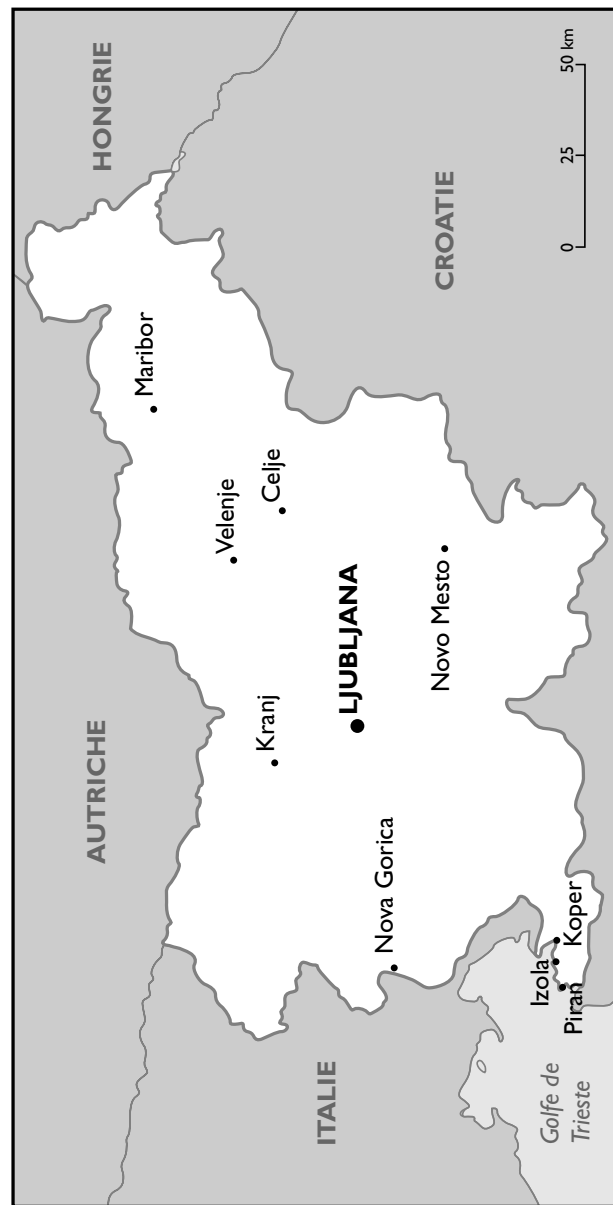 HONGRIE
AUTRICHE
Maribor
Velenje
Celje
Kranj
LJUBLJANA
CROATIE
Novo Mesto
Nova Gorica
ITALIE
Izola
Koper
Piran
Golfe de
Trieste
0 25 50 km